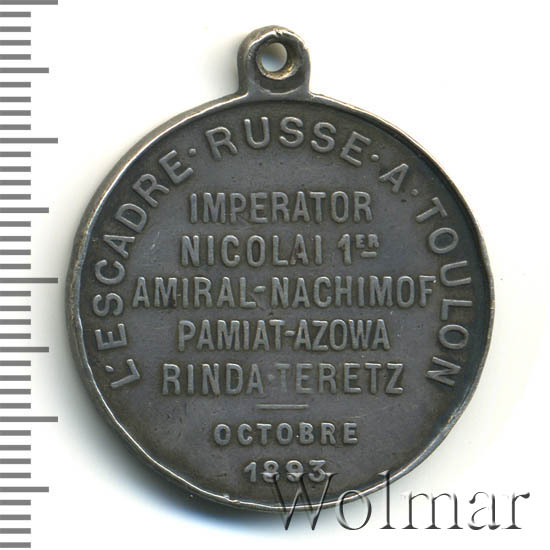 L'ESCADRE·RUSSE·A·TOULON
IMPERATOR
NICOLAI 1ER
AMIRAL-NACHIMOF
PAMIAT-AZOWA
RINDA-TERETZ
OCTOBRE
1893
Wolmar